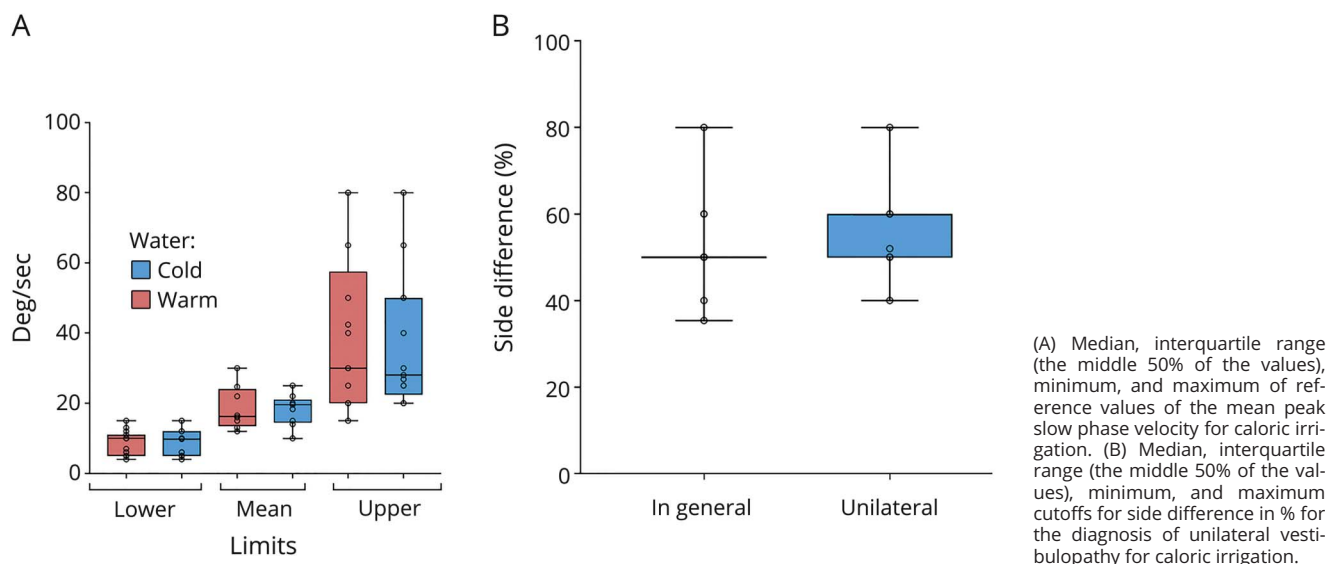 A
Deg/sec
100
80
60
40
20
0
Water:
Cold
Warm
Lower
Mean
Upper
Limits
B
Side difference (%)
100
80
60
40
20
0
In general
Unilateral
(A) Median, interquartile range
(the middle 50% of the values),
minimum, and maximum of ref-
erence values of the mean peak
slow phase velocity for caloric irri-
gation. (B) Median, interquartile
range (the middle 50% of the val-
ues), minimum, and maximum
cutoffs for side difference in % for
the diagnosis of unilateral vesti-
bulopathy for caloric irrigation.